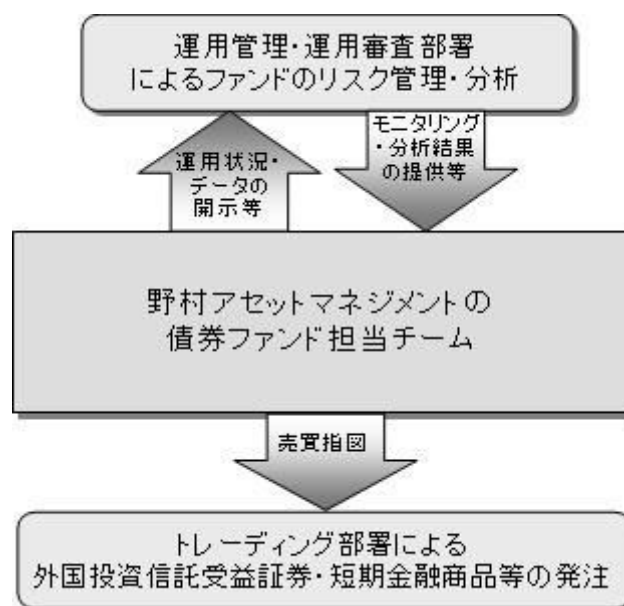 運用管理・運用審査部署
によるファンドのリスク管理・分析
運用状況・
データの
開示等
モニタリング
・分析結果
の提供等
野村アセットマネジメントの
債券ファンド担当チーム
売買指図
トレーディング部署による
外国投資信託受益証券・短期金融商品等の発注